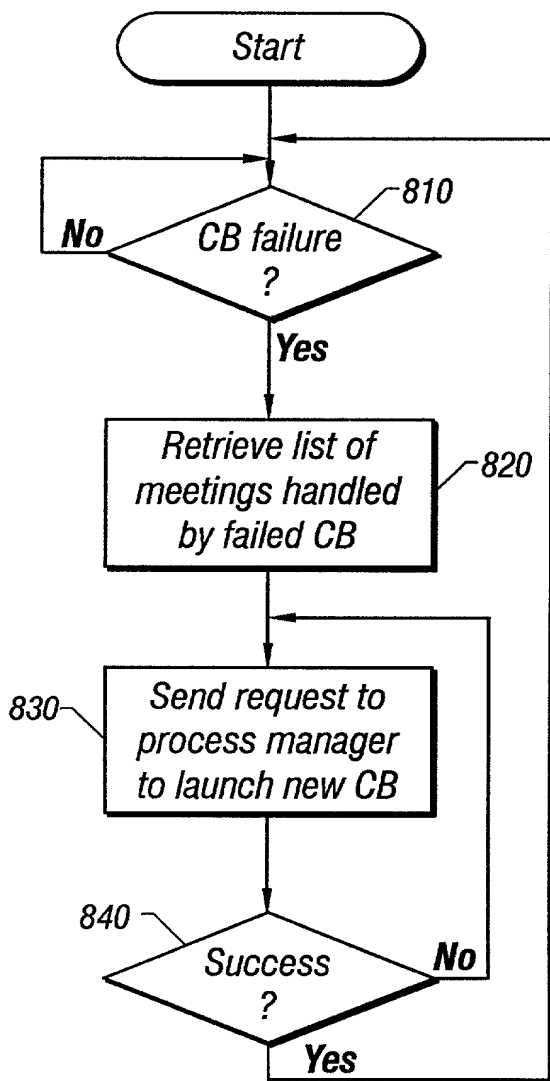 Start
810
CB failure
?
No
Yes
Retrieve list of
meetings handled
by failed CB
820
830
Send request to
process manager
to launch new CB
840
Success
?
No
Yes